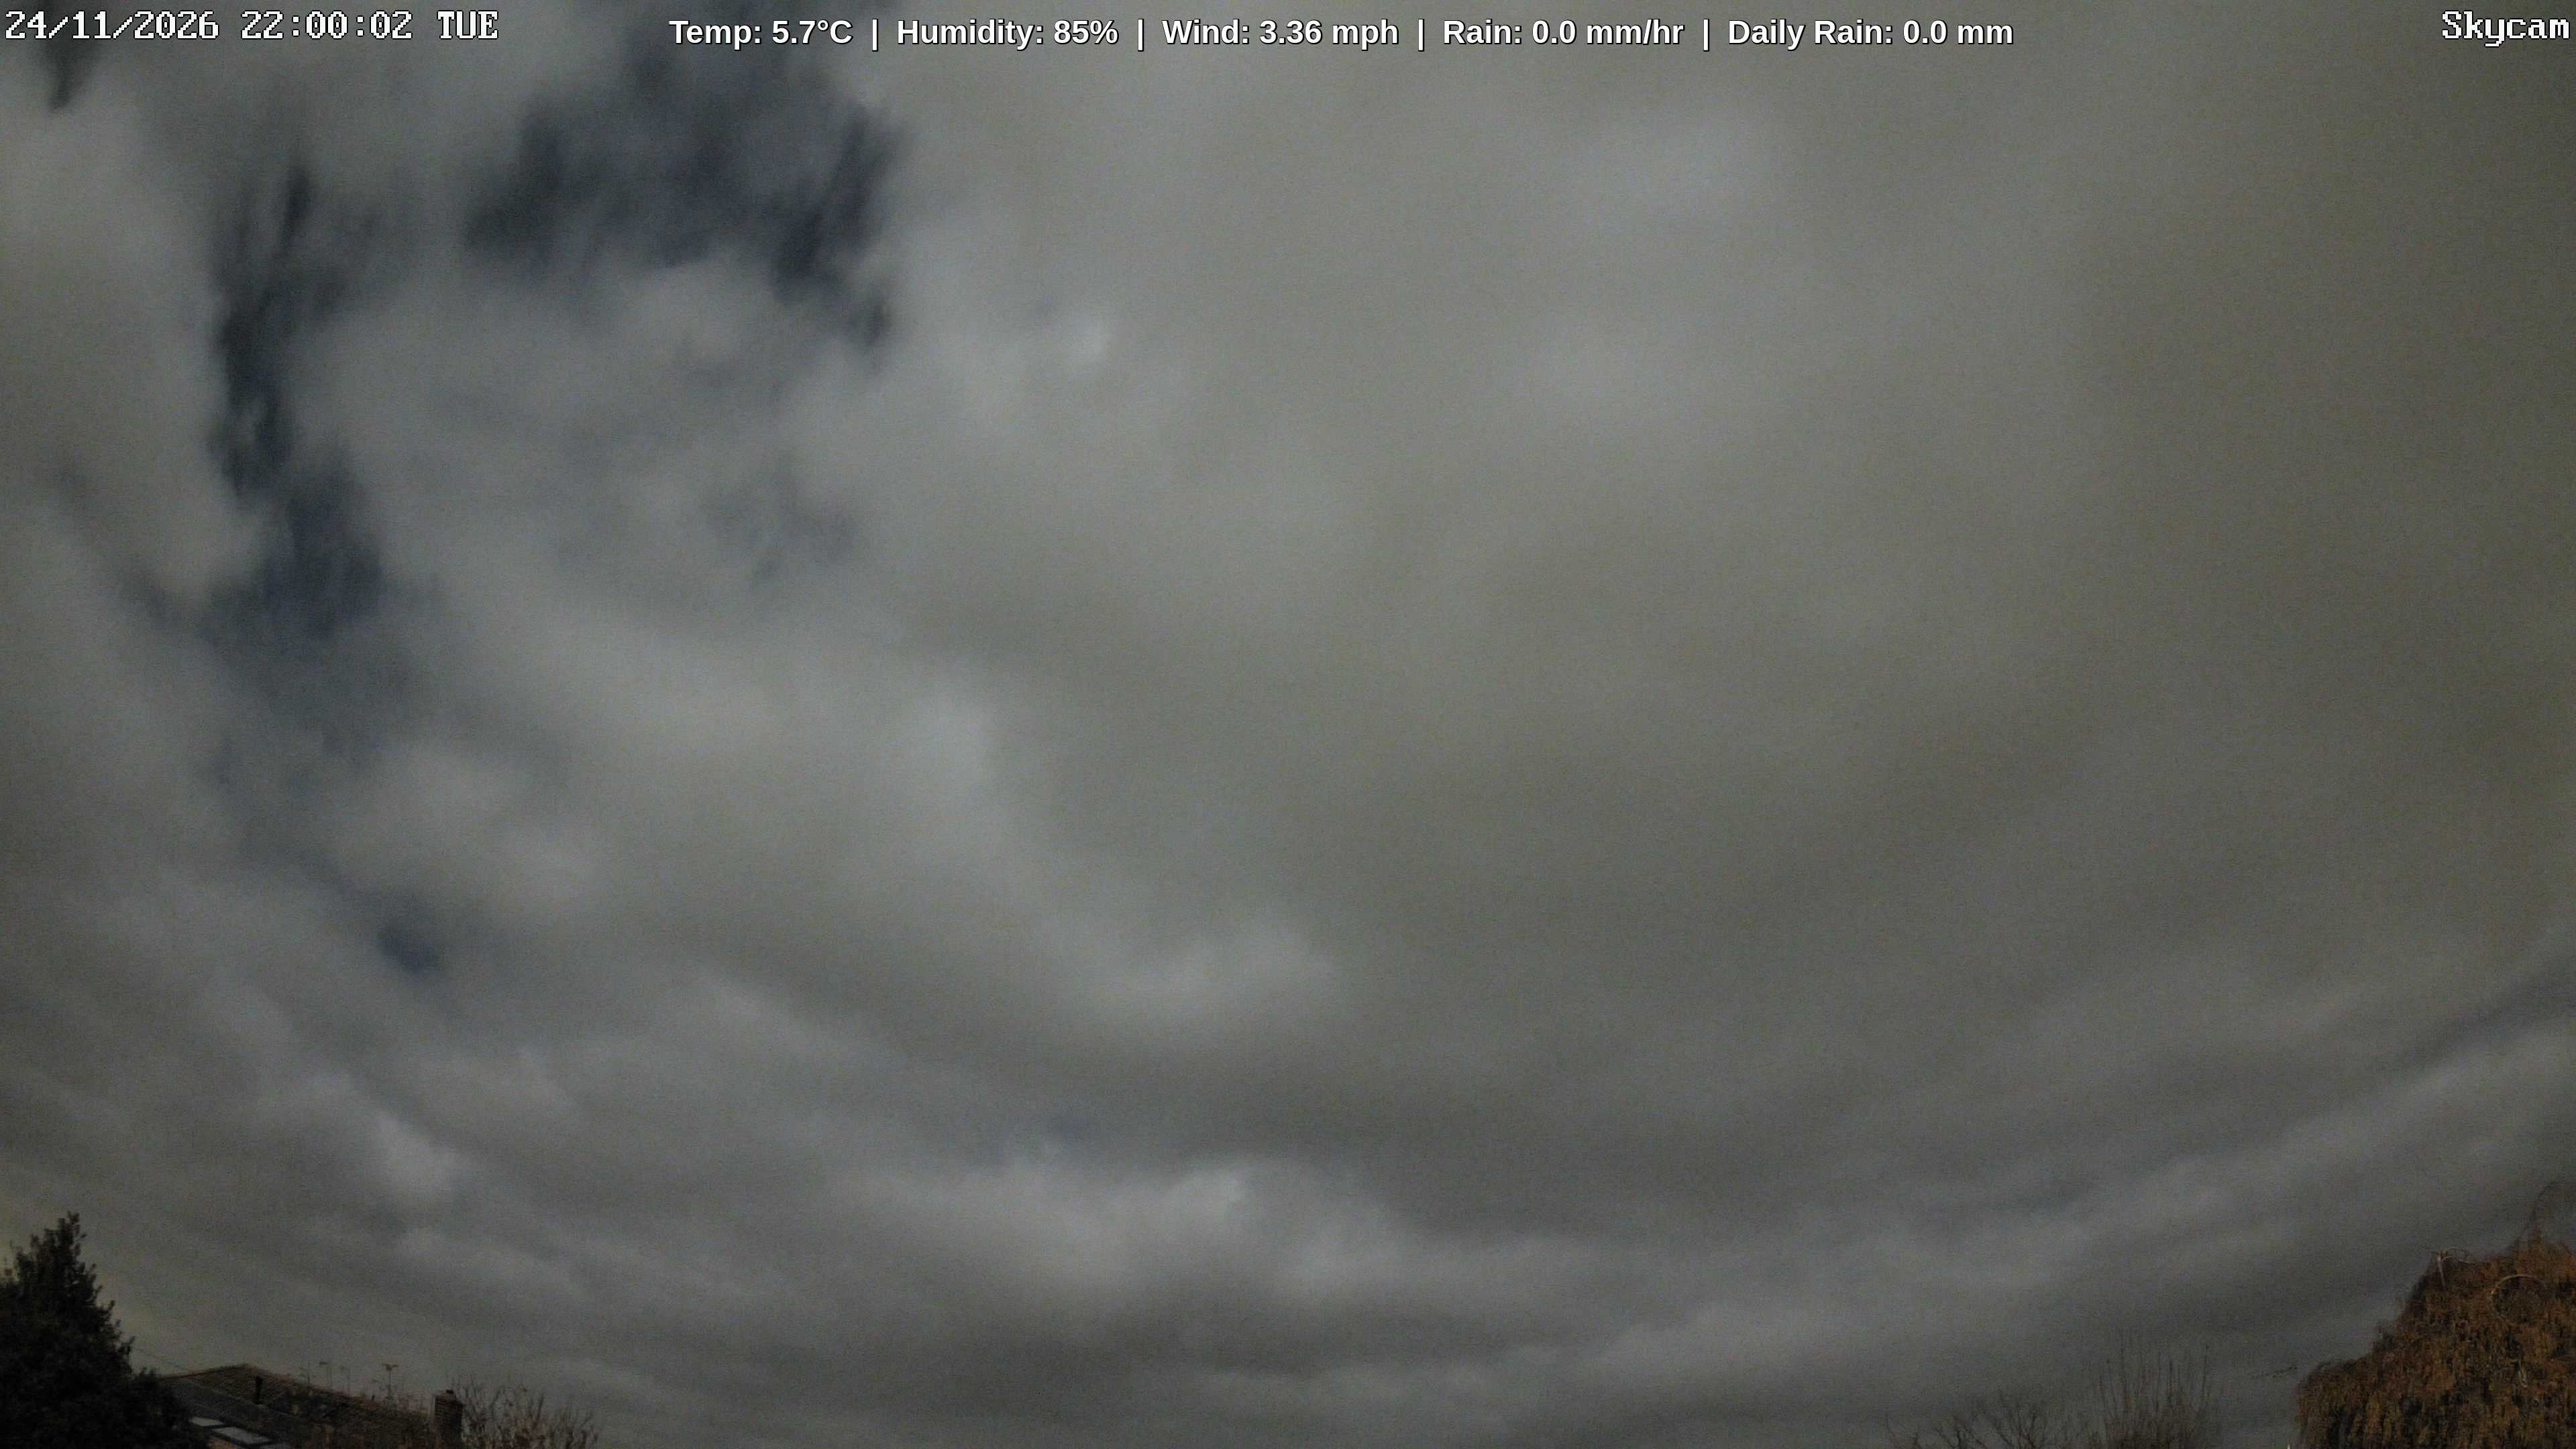 24/11/2026 22:00:02 TUE
Temp: 5.7°C | Humidity: 85% | Wind: 3.36 mph | Rain: 0.0 mm/hr | Daily Rain: 0.0 mm
Skycam